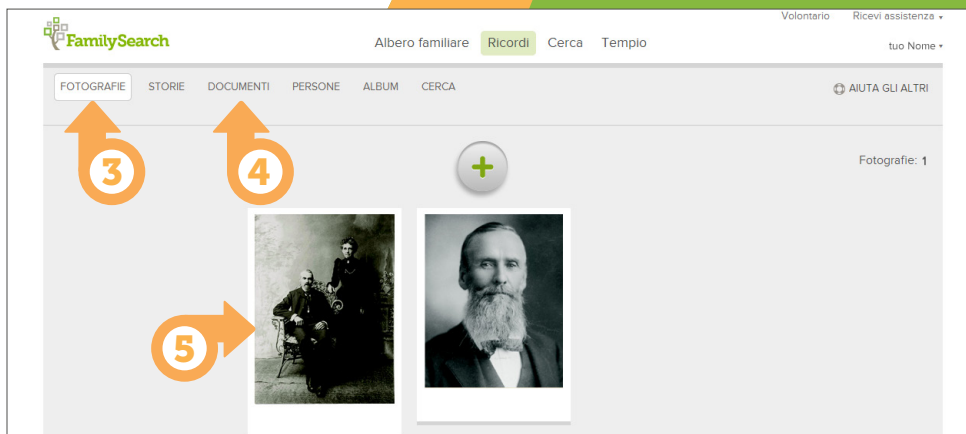 Volontario Ricevi assistenza
FamilySearch
Albero familiare Ricordi Cerca Tempio
tuo Nome
FOTOGRAFIE STORIE DOCUMENTI PERSONE ALBUM CERCA
AIUTA GLI ALTRI
3 4
Fotografie: 1
5